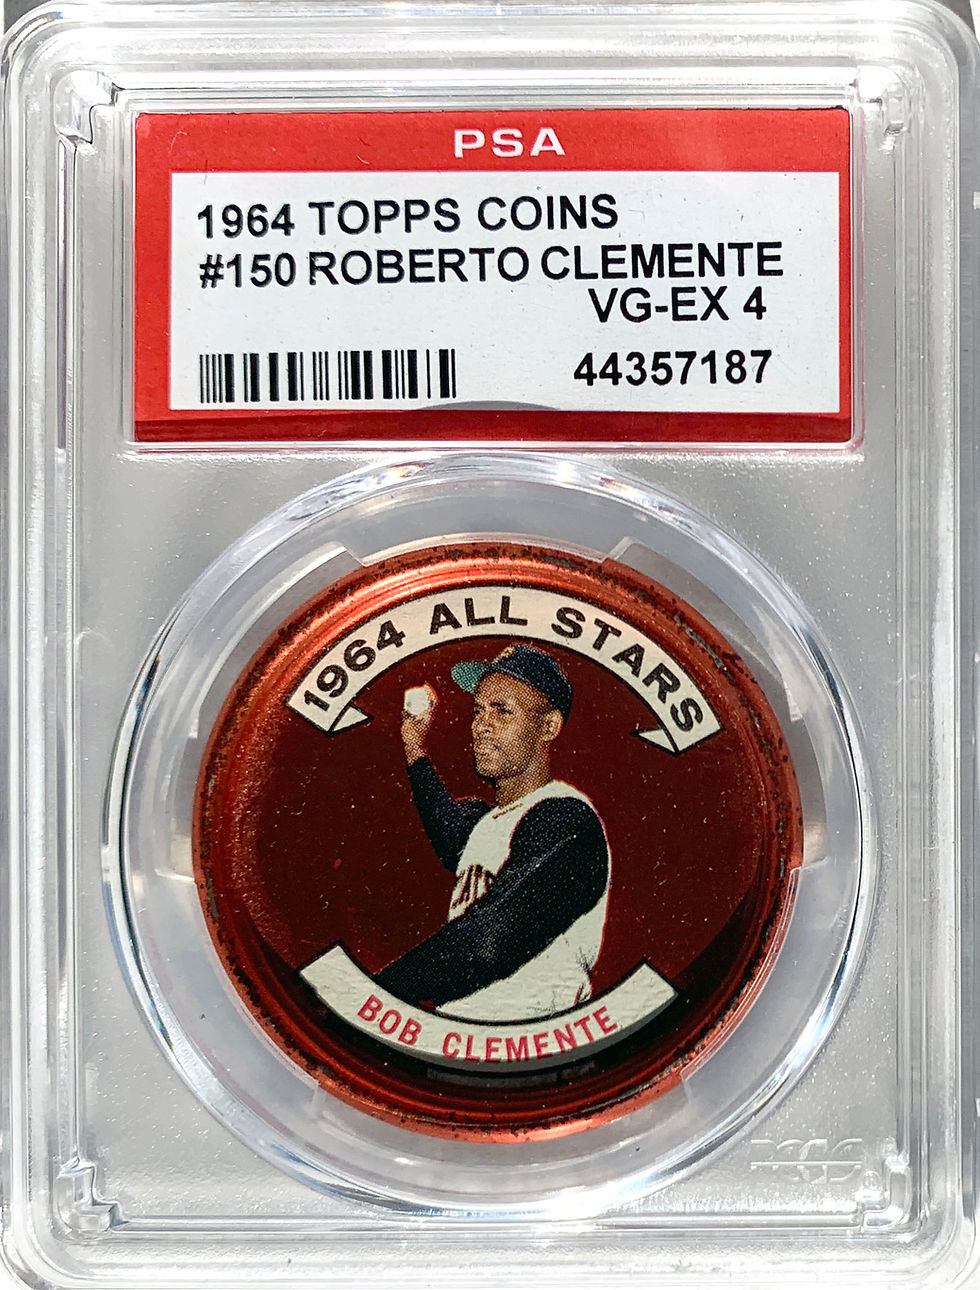 PSA
1964 TOPPS COINS
#150 ROBERTO CLEMENTE
VG-EX 4
44357187
1964 ALL STARS
BOB CLEMENTE